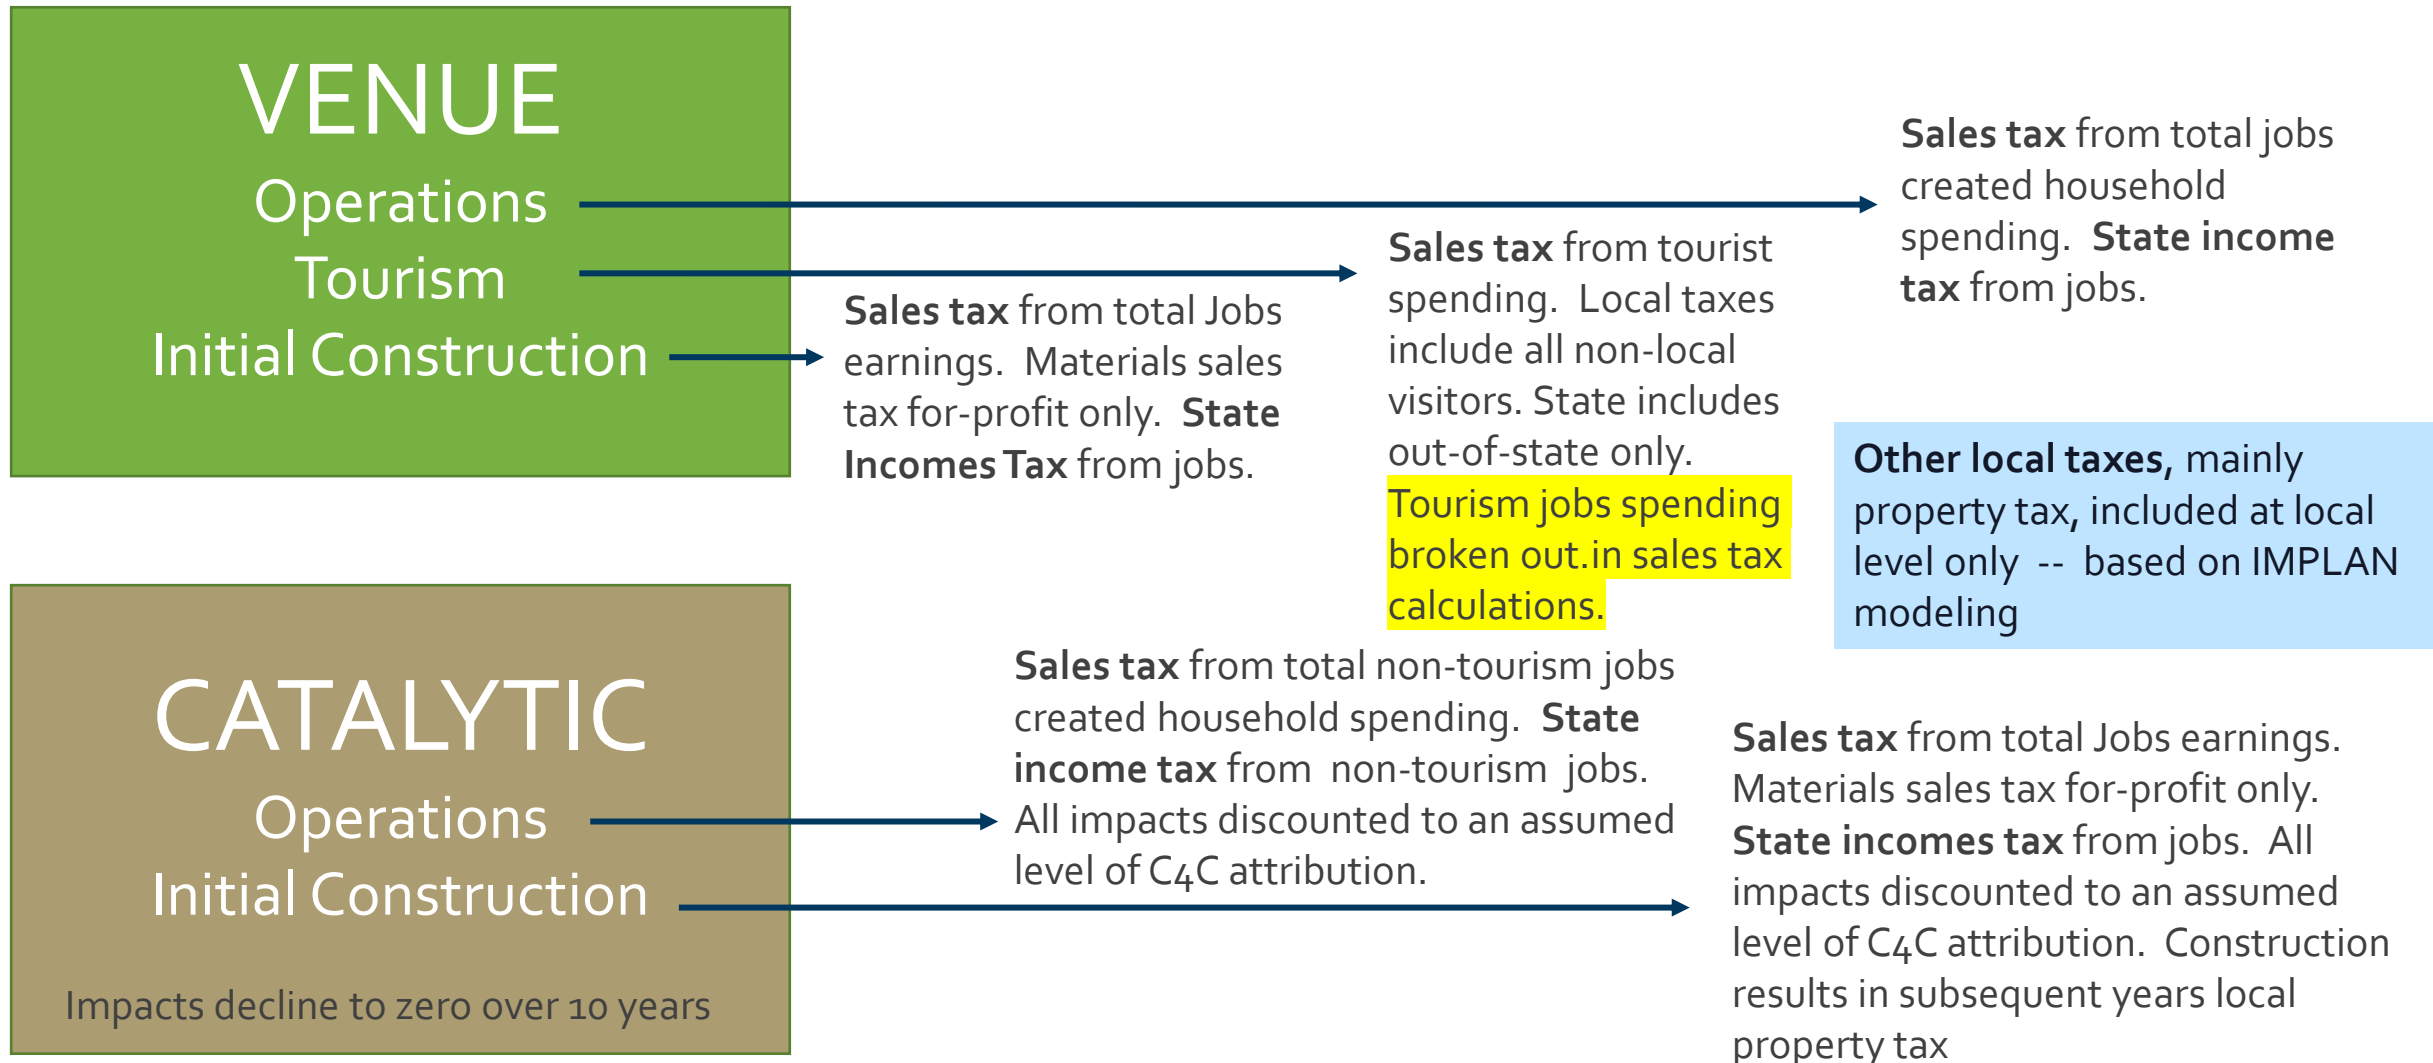 VENUE
Operations
Tourism
Initial Construction
Sales tax from total Jobs
earnings.  Materials sales
tax for-profit only.  State
Incomes Tax from jobs.
Sales tax from tourist
spending.  Local taxes
include all non-local
visitors. State includes
out-of-state only.
Tourism jobs spending
broken out.in sales tax
calculations.
Sales tax from total jobs
created household
spending.  State income
tax from jobs.
Other local taxes, mainly
property tax, included at local
level only  --  based on IMPLAN
modeling
CATALYTIC
Operations
Initial Construction
Impacts decline to zero over 10 years
Sales tax from total non-tourism jobs
created household spending.  State
income tax from  non-tourism  jobs.
All impacts discounted to an assumed
level of C4C attribution.
Sales tax from total Jobs earnings.
Materials sales tax for-profit only.
State incomes tax from jobs.  All
impacts discounted to an assumed
level of C4C attribution.  Construction
results in subsequent years local
property tax